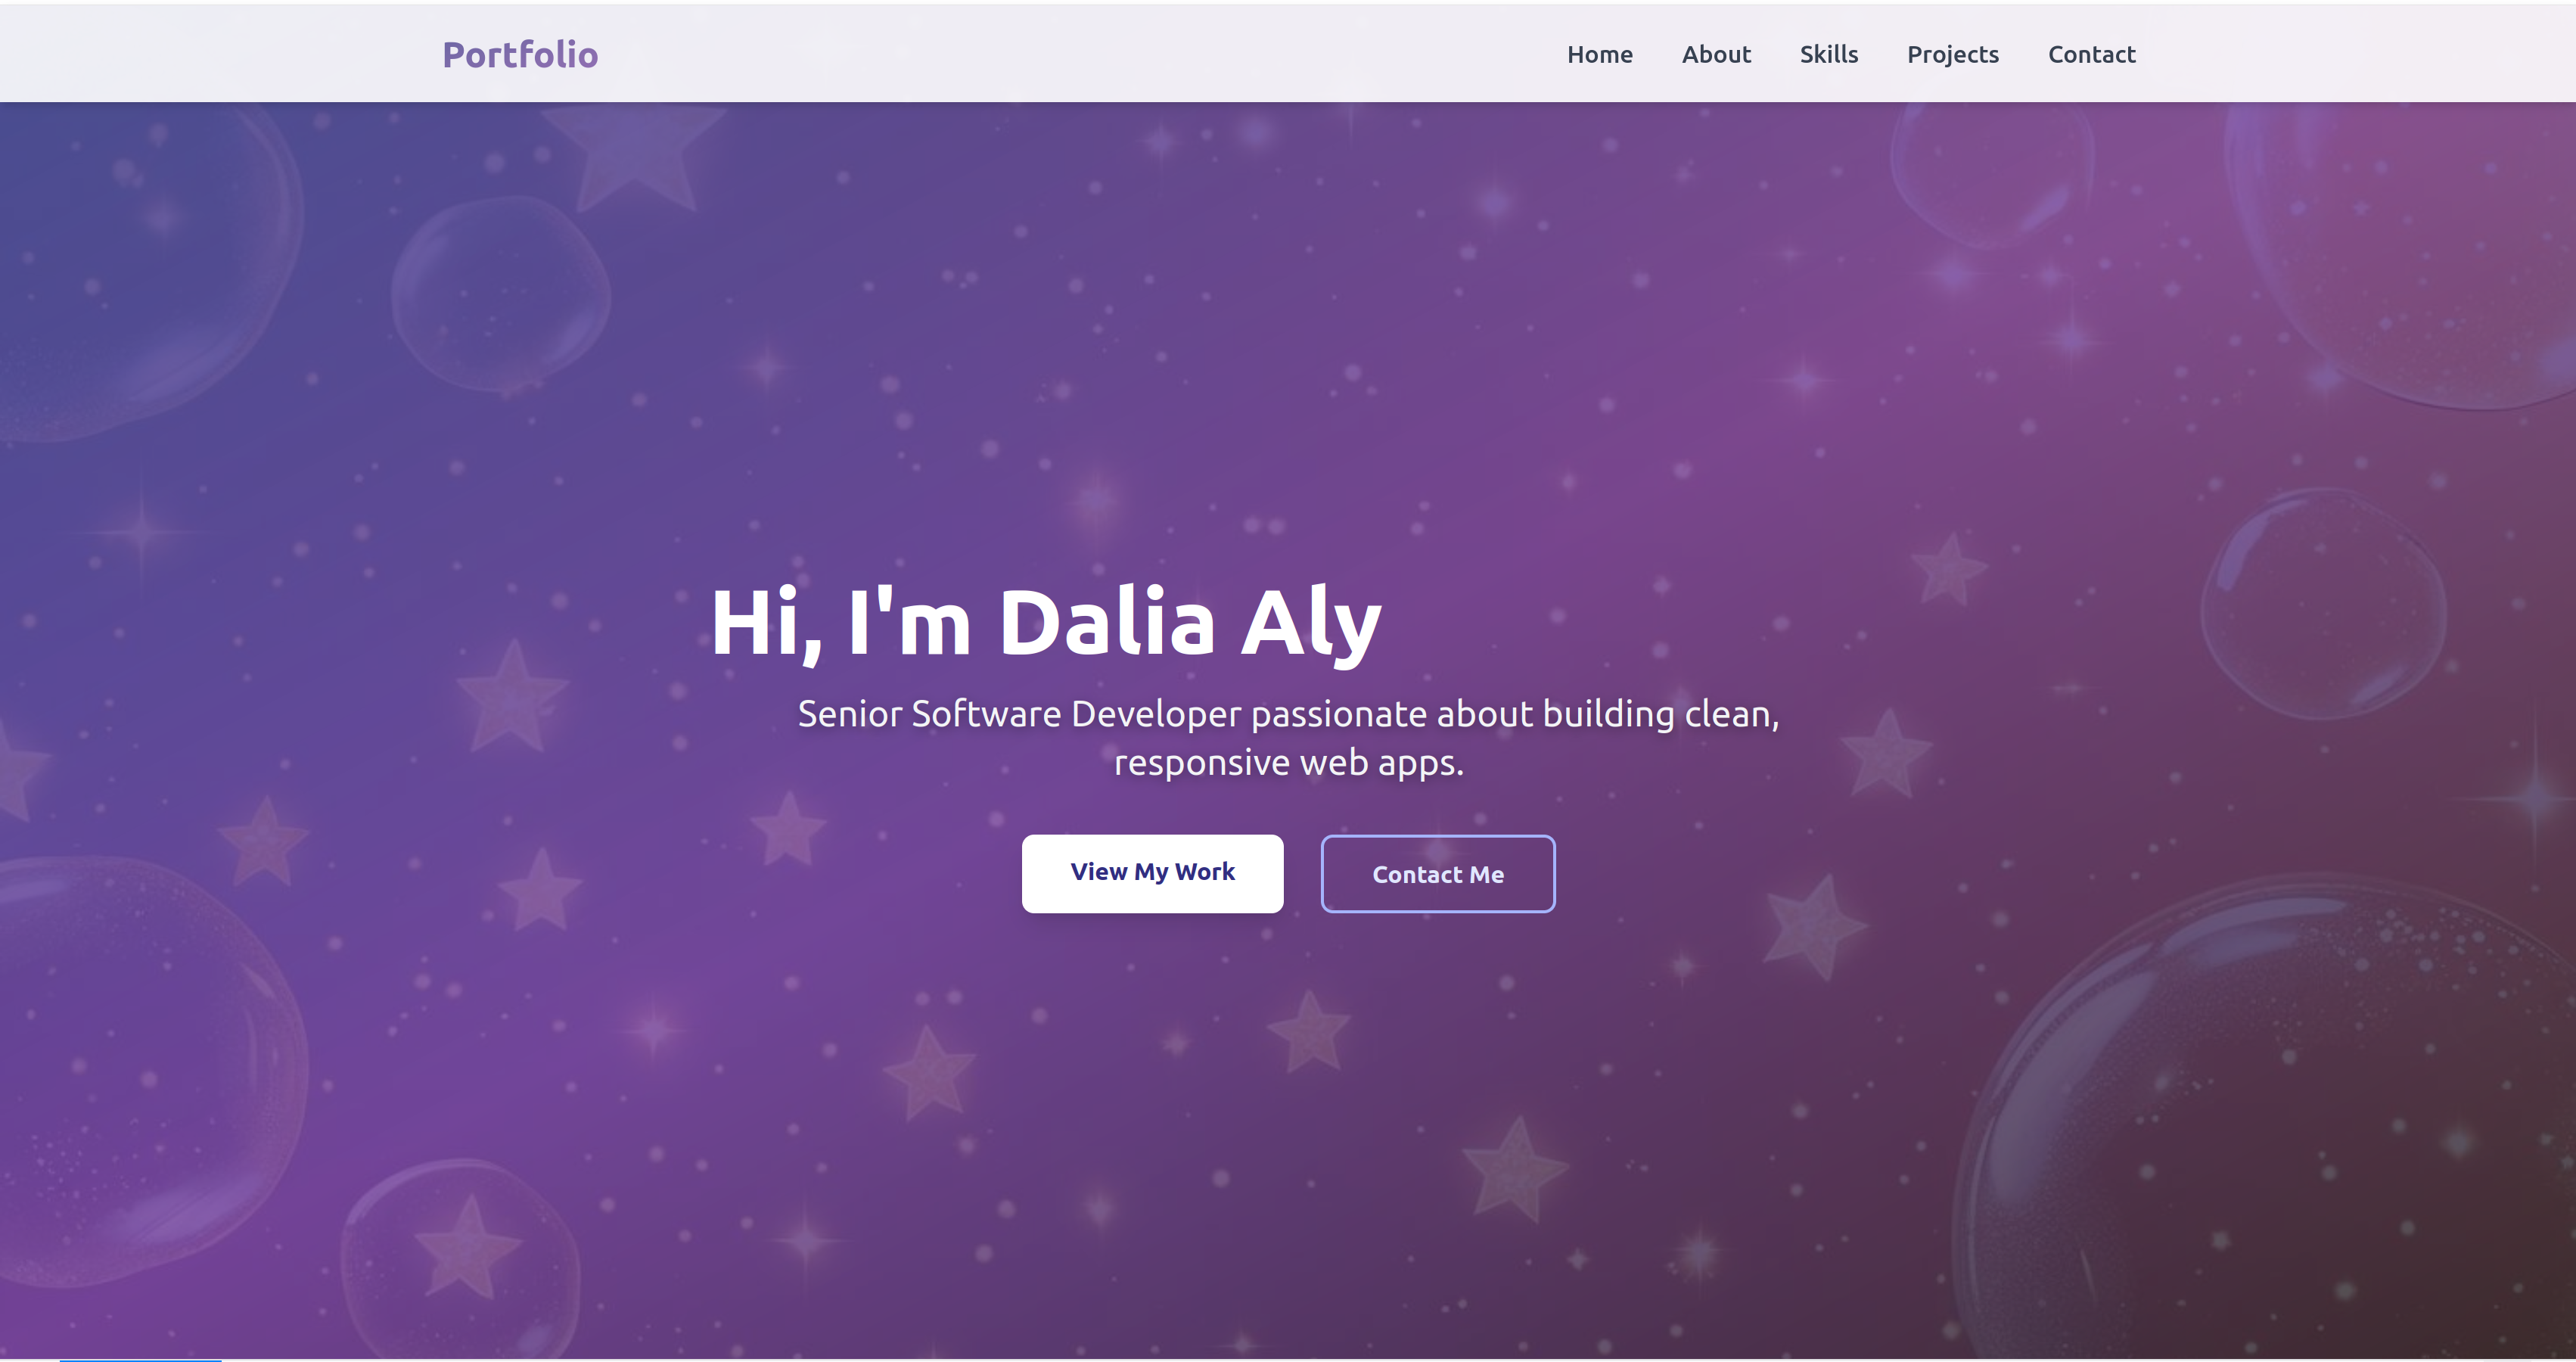 Portfolio
Home About Skills Projects Contact
Hi, I'm Dalia Aly
Senior Software Developer passionate about building clean,
responsive web apps.
View My Work
Contact Me